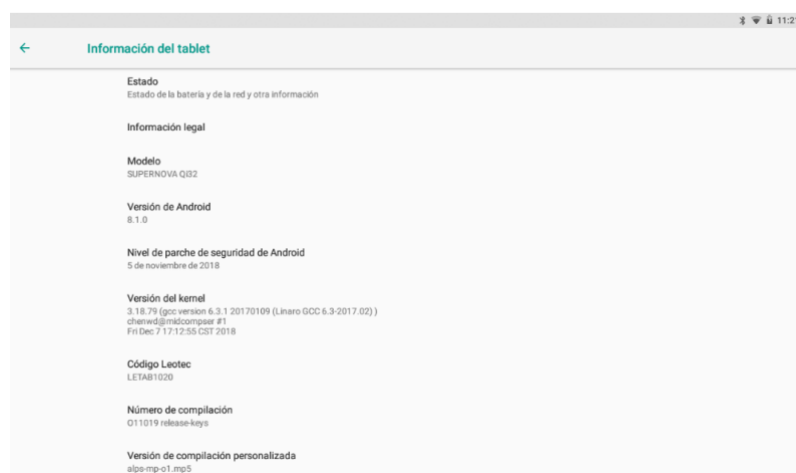 11:2
Información del tablet
Estado
Estado de la batería y de la red y otra información
Información legal
Modelo
SUPERNOVA QI32
Versión de Android
8.1.0
Nivel de parche de seguridad de Android
5 de noviembre de 2018
Versión del kernel
3.18.79 (gcc version 6.3.1 20170109 (Linaro GCC 6.3-2017.02) )
chenwd@midcompser #1
Fri Dec 7 17:12:55 CST 2018
Código Leotec
LETAB1020
Número de compilación
O11019 release-keys
Versión de compilación personalizada
alps-mp-o1.mp5